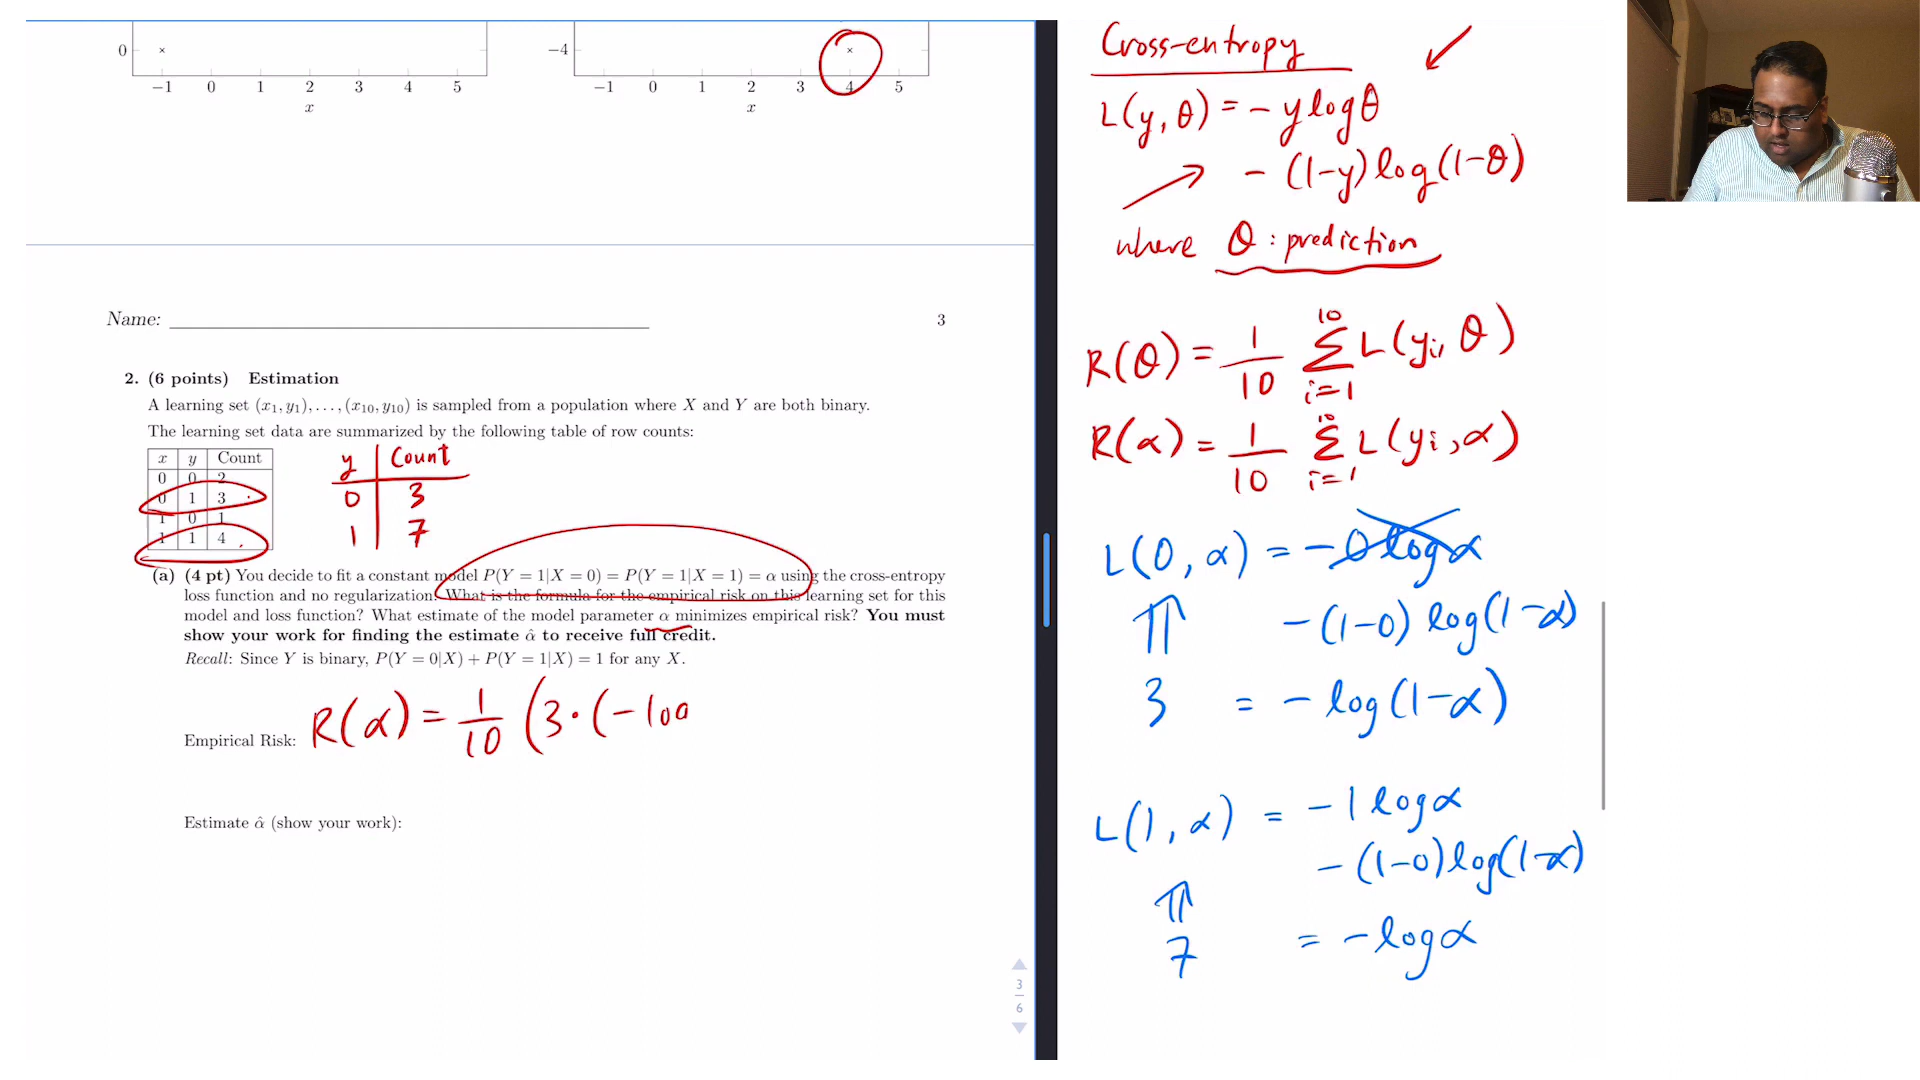 0
-1 0 1 2 3 4 5
x
-4
-1 0 1 2 3 4 5
x
Name:
3
2. (6 points) Estimation
A learning set (x₁, y₁), . . . , (x₁₀, y₁₀) is sampled from a population where X and Y are both binary.
The learning set data are summarized by the following table of row counts:
x y Count
0 0 2
0 1 3
1 0 1
1 1 4
y Count
0 3
1 7
(a) (4 pt) You decide to fit a constant model P(Y = 1|X = 0) = P(Y = 1|X = 1) = α using the cross-entropy
loss function and no regularization. What is the formula for the empirical risk on this learning set for this
model and loss function? What estimate of the model parameter α minimizes empirical risk? You must
show your work for finding the estimate α̂ to receive full credit.
Recall: Since Y is binary, P(Y = 0|X) + P(Y = 1|X) = 1 for any X.
Empirical Risk: R(α) = 1/10 (3 · (- log
Estimate α̂ (show your work):
3
6
Cross-entropy
L(y, θ) = - y log θ
- (1-y) log (1-θ)
where θ : prediction
R(θ) = 1/10 Σ_{i=1}^{10} L(yᵢ, θ)
R(α) = 1/10 Σ_{i=1}^{10} L(yᵢ, α)
L(0, α) = - 0 log α
- (1-0) log (1-α)
3 = - log (1-α)
L(1, α) = - 1 log α
- (1-0) log (1-α)
7 = - log α